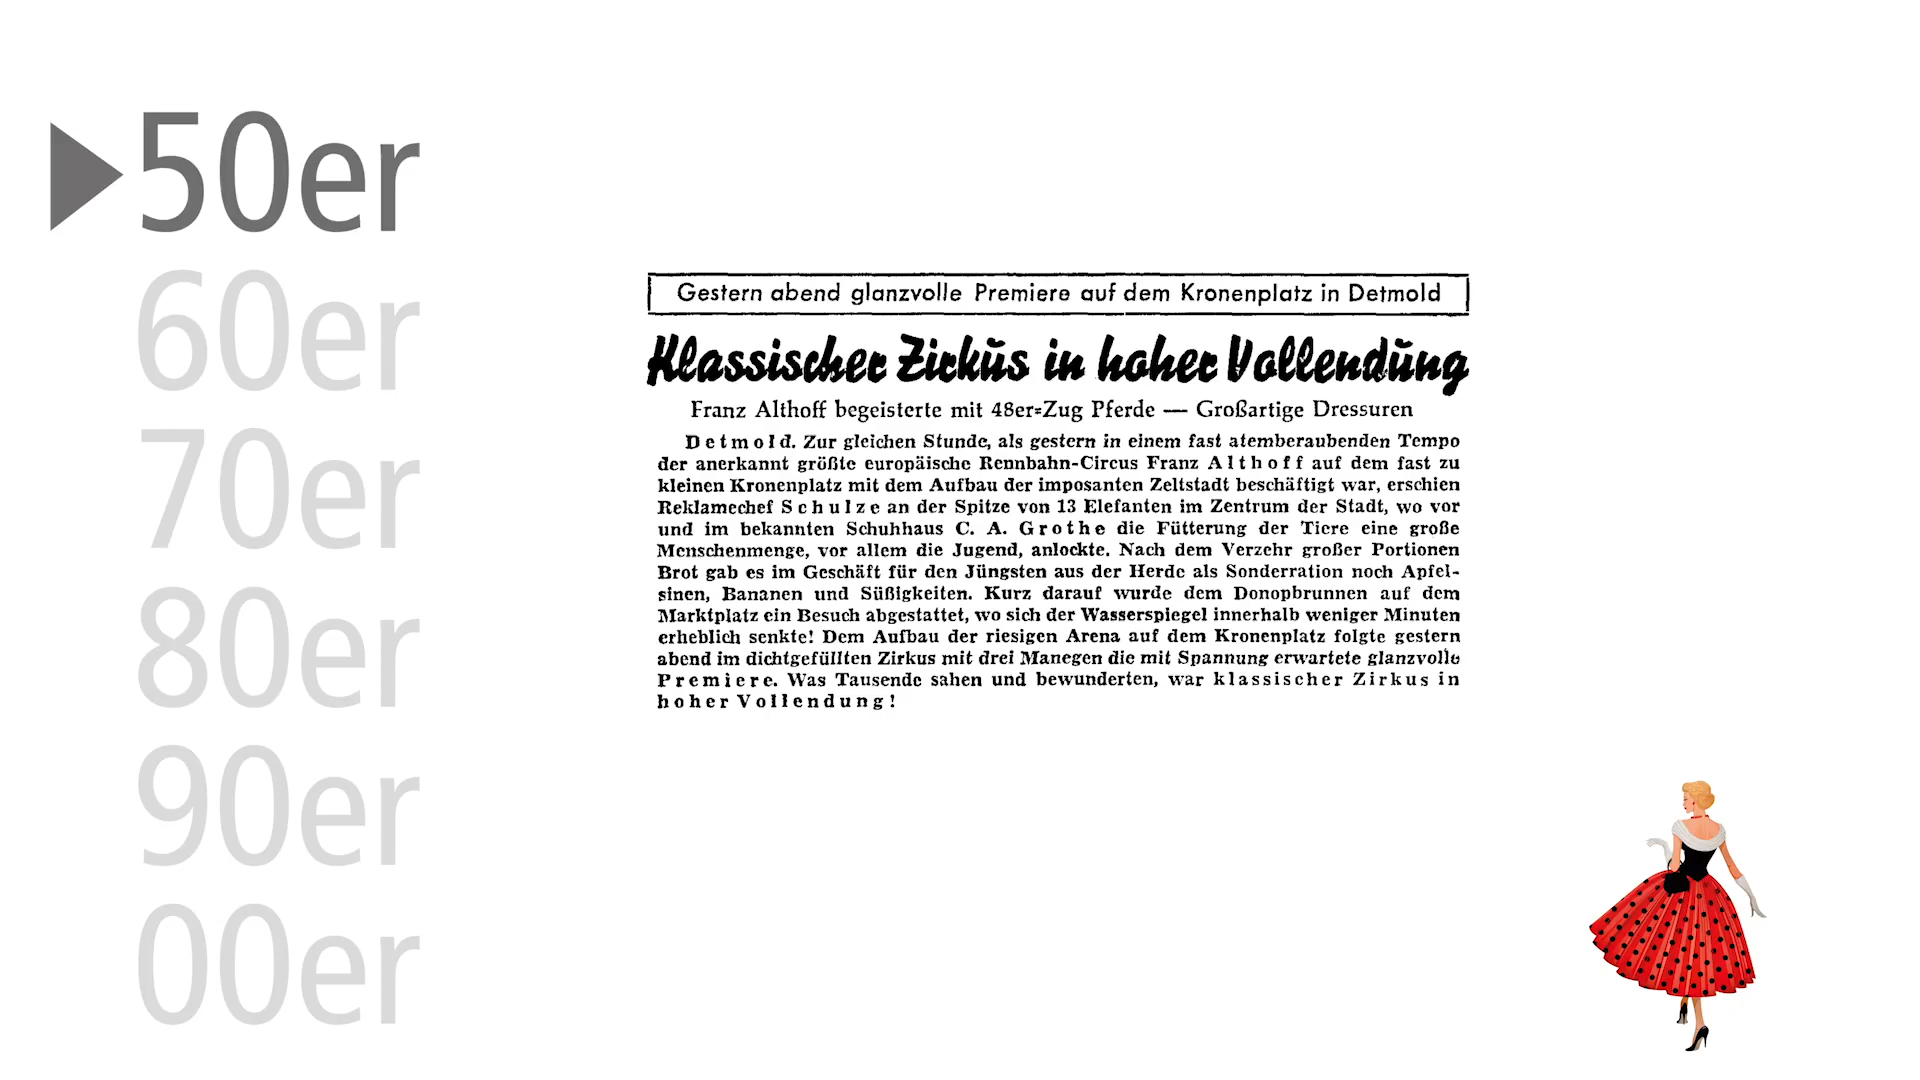 50er
60er
70er
80er
90er
00er
Gestern abend glanzvolle Premiere auf dem Kronenplatz in Detmold
Klassischer Zirkus in hoher Vollendung
Franz Althoff begeisterte mit 48er=Zug Pferde — Großartige Dressuren
Detmold. Zur gleichen Stunde, als gestern in einem fast atemberaubenden Tempo
der anerkannt größte europäische Rennbahn-Circus Franz Althoff auf dem fast zu
kleinen Kronenplatz mit dem Aufbau der imposanten Zeltstadt beschäftigt war, erschien
Reklamechef Schulze an der Spitze von 13 Elefanten im Zentrum der Stadt, wo vor
und im bekannten Schuhhaus C. A. Grothe die Fütterung der Tiere eine große
Menschenmenge, vor allem die Jugend, anlockte. Nach dem Verzehr großer Portionen
Brot gab es im Geschäft für den Jüngsten aus der Herde als Sonderration noch Apfel-
sinen, Bananen und Süßigkeiten. Kurz darauf wurde dem Donopbrunnen auf dem
Marktplatz ein Besuch abgestattet, wo sich der Wasserspiegel innerhalb weniger Minuten
erheblich senkte! Dem Aufbau der riesigen Arena auf dem Kronenplatz folgte gestern
abend im dichtgefüllten Zirkus mit drei Manegen die mit Spannung erwartete glanzvolle
Premiere. Was Tausende sahen und bewunderten, war klassischer Zirkus in
hoher Vollendung!